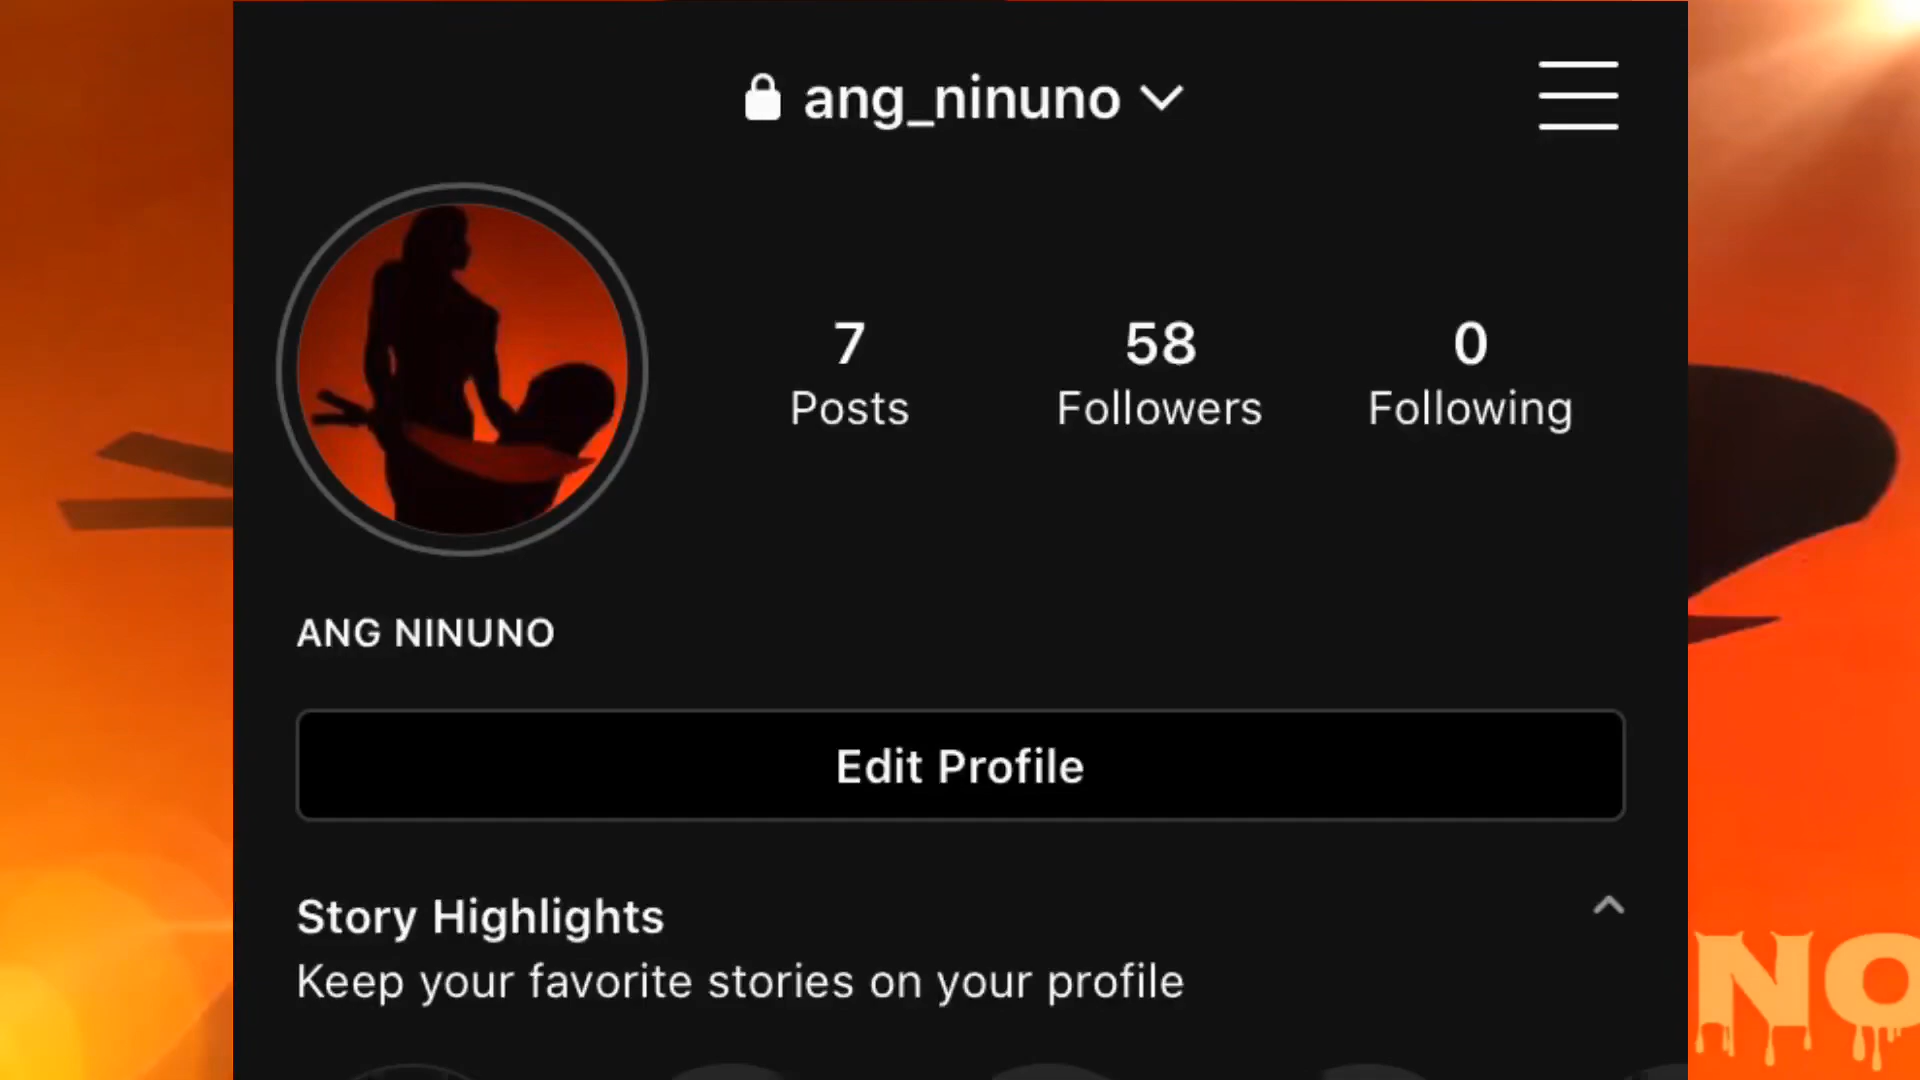 ang_ninuno
7
Posts
58
Followers
0
Following
ANG NINUNO
Edit Profile
Story Highlights
Keep your favorite stories on your profile
NO